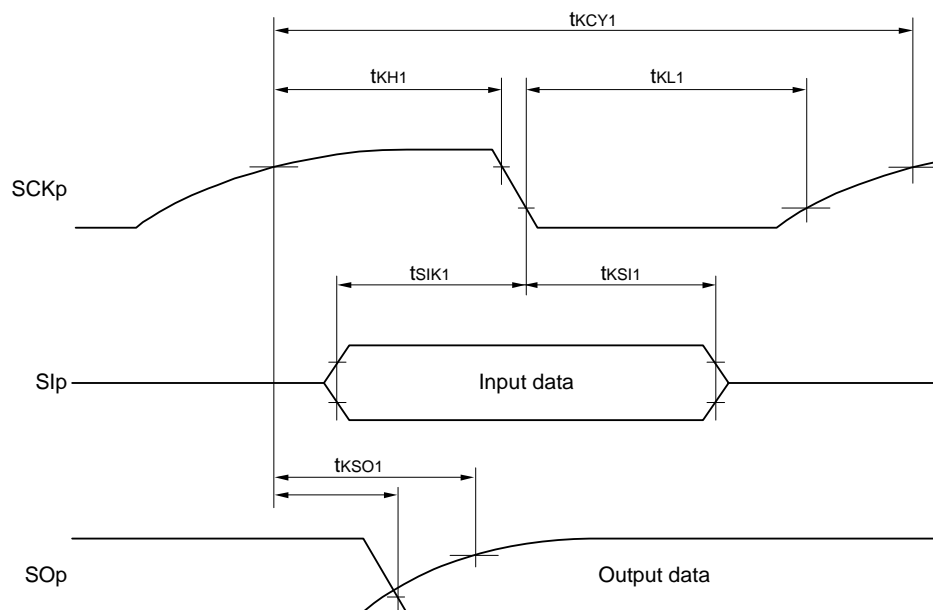 tKCY1
tKH1
tKL1
SCKp
tSIK1
tKSI1
SIp
Input data
tKSO1
SOp
Output data